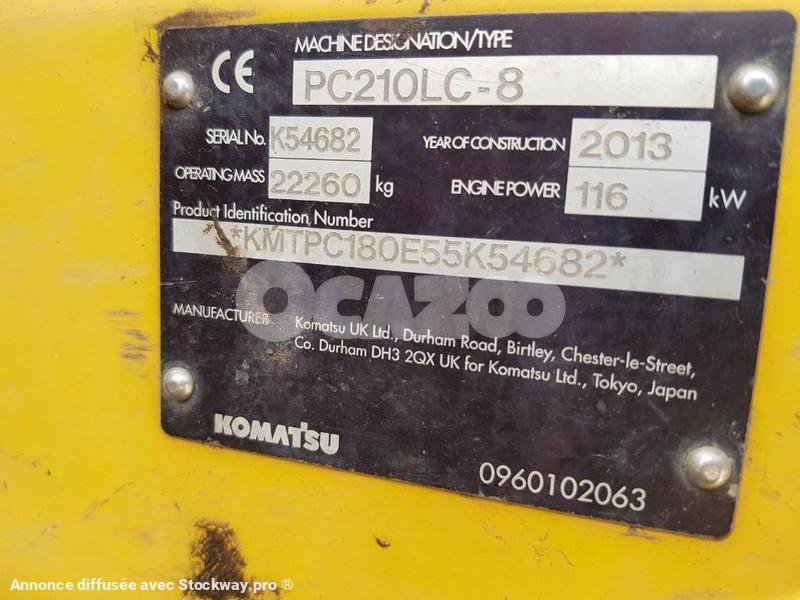 CE
MACHINE DESIGNATION/TYPE
PC210LC-8
SERIAL No. K54682 YEAR OF CONSTRUCTION 2013
OPERATING MASS 22260 kg ENGINE POWER 116 kW
Product Identification Number
*KMTPC180E55K54682*
OCAZOO
MANUFACTURER Komatsu UK Ltd., Durham Road, Birtley, Chester-le-Street,
Co. Durham DH3 2QX UK for Komatsu Ltd., Tokyo, Japan
KOMATSU
0960102063
Annonce diffusée avec Stockway.pro ®